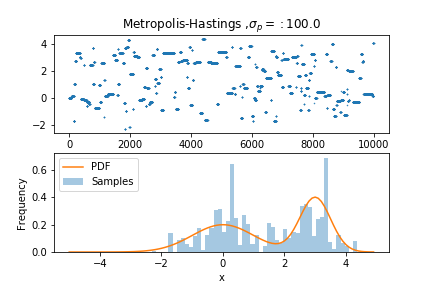 Metropolis-Hastings ,σp = :100.0
4
2
0
−2
0 2000 4000 6000 8000 10000
0.6
0.4
0.2
0.0
Frequency
PDF
Samples
−4 −2 0 2 4
x